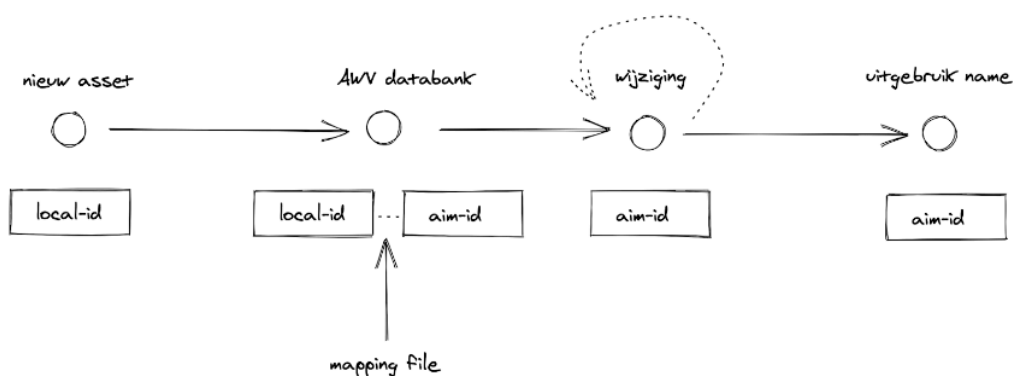 nieuw asset
AWV databank
wijziging
uitgebruik name
local-id
local-id
aim-id
aim-id
aim-id
mapping file